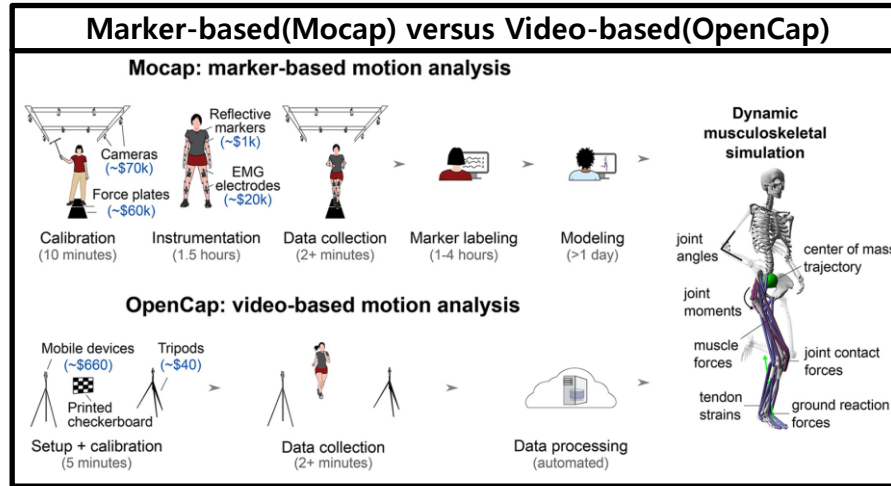 Marker-based(Mocap) versus Video-based(OpenCap)
Mocap: marker-based motion analysis
Cameras
(~$70k)
Force plates
(~$60k)
Calibration
(10 minutes)
Reflective
markers
(~$1k)
EMG
electrodes
(~$20k)
Instrumentation
(1.5 hours)
Data collection
(2+ minutes)
Marker labeling
(1-4 hours)
Modeling
(>1 day)
OpenCap: video-based motion analysis
Mobile devices
(~$660)
Tripods
(~$40)
Printed
checkerboard
Setup + calibration
(5 minutes)
Data collection
(2+ minutes)
Data processing
(automated)
Dynamic
musculoskeletal
simulation
joint
angles
center of mass
trajectory
joint
moments
muscle
forces
joint contact
forces
tendon
strains
ground reaction
forces